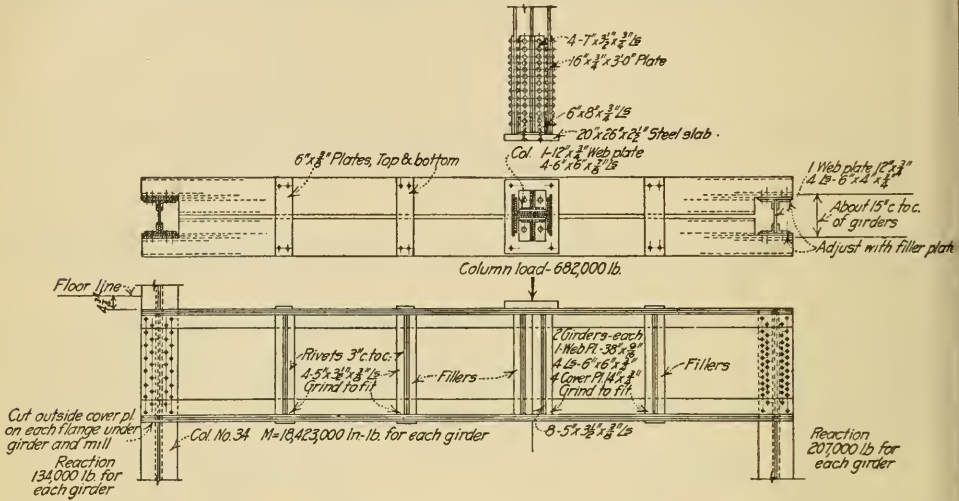 4-7"x3½"x¾"Ls
16"x¾"x3'-0" Plate
6"x8"x¾"Ls
20"x26"x2½" Steel slab
6"x⅜" Plates, Top & bottom
Col. 1-12"x¾" Web plate
4-6"x6"x⅞"Ls
1 Web plate 12"x¾"
4 Ls-6"x4"x¾"
About 15" c. to c.
of girders
Adjust with filler plate
Column load-682,000 lb.
Floor line
Rivets 3" c. to c.
4-5"x3½"x⅜"Ls
Grind to fit
Fillers
2 Girders-each
1-Web Pl.-38"x9/16"
4 Ls-6"x6"x¾"
4 Cover Pl. 14"x¾"
Grind to fit
Fillers
8-5"x3½"x⅜"Ls
Cut outside cover pl.
on each flange under
girder and mill
Col. No. 34
M=18,423,000 In-lb. for each girder
Reaction
134,000 lb. for
each girder
Reaction
207,000 lb for
each girder